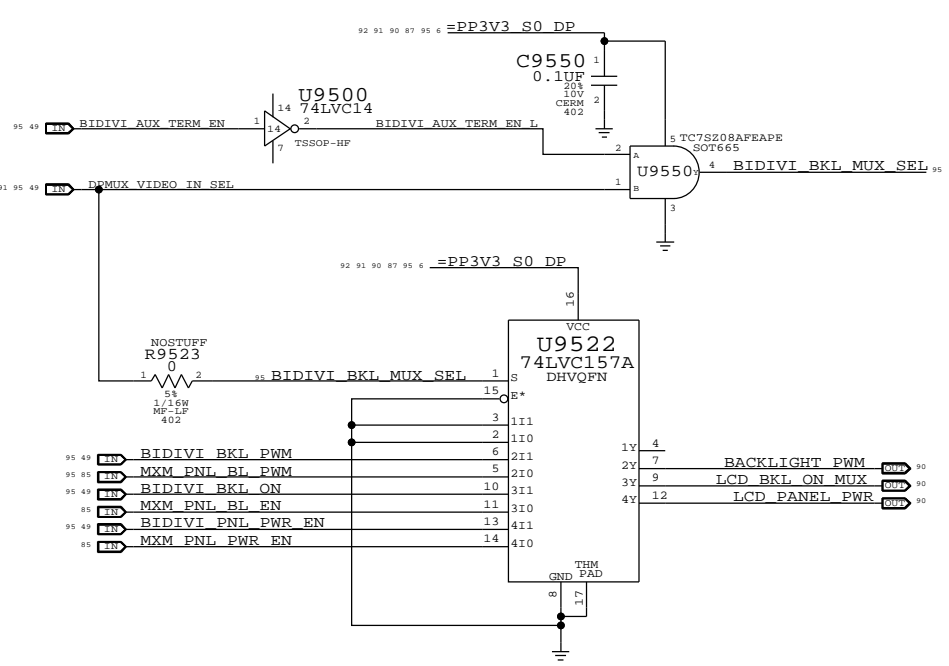 92 91 90 87 95 6 =PP3V3_S0_DP
C9550 1
0.1UF
20%
10V
CERM 2
402
U9500
14 74LVC14
95 49 IN BIDIVI_AUX_TERM_EN 1 14 2 BIDIVI_AUX_TERM_EN_L
7 TSSOP-HF
5 TC7SZ08AFEAPE
SOT665
2 A
U9550 Y 4 BIDIVI_BKL_MUX_SEL 95
91 95 49 IN DPMUX_VIDEO_IN_SEL 1 B
3
92 91 90 87 95 6 =PP3V3_S0_DP
16
VCC
U9522
74LVC157A
DHVQFN
NOSTUFF
R9523
0
1 2 95 BIDIVI_BKL_MUX_SEL 1 S
5%
1/16W
MF-LF
402
15 E*
3 1I1
2 1I0
1Y 4
95 49 IN BIDIVI_BKL_PWM 6 2I1
95 85 IN MXM_PNL_BL_PWM 5 2I0
2Y 7 BACKLIGHT_PWM OUT 90
95 49 IN BIDIVI_BKL_ON 10 3I1
3Y 9 LCD_BKL_ON_MUX OUT 90
85 IN MXM_PNL_BL_EN 11 3I0
4Y 12 LCD_PANEL_PWR OUT 90
95 49 IN BIDIVI_PNL_PWR_EN 13 4I1
85 IN MXM_PNL_PWR_EN 14 4I0
THM
GND PAD
8 17